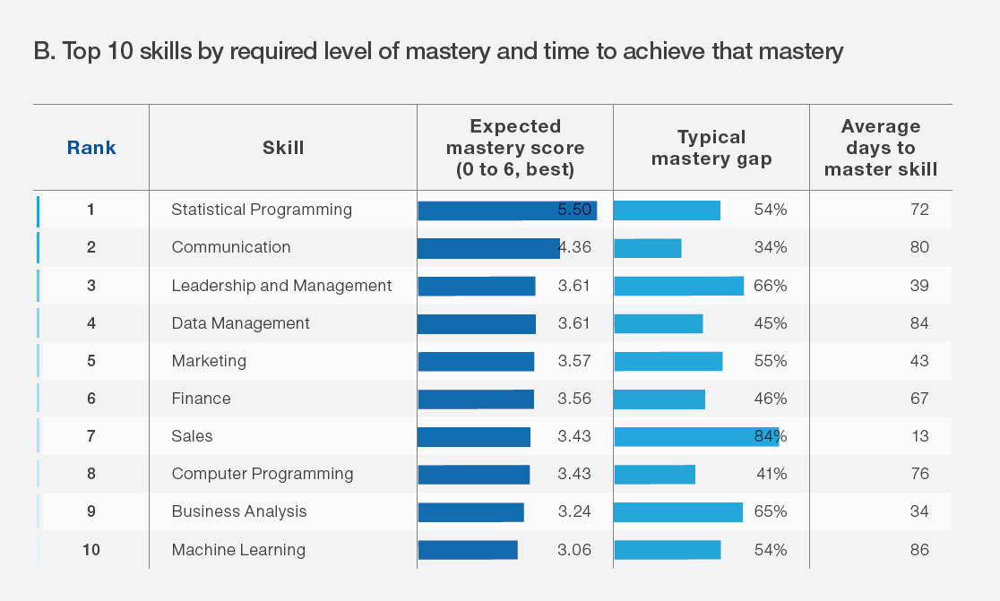 B. Top 10 skills by required level of mastery and time to achieve that mastery
Rank
Skill
Expected
mastery score
(0 to 6, best)
Typical
mastery gap
Average
days to
master skill
1 Statistical Programming 5.50 54% 72
2 Communication 4.36 34% 80
3 Leadership and Management 3.61 66% 39
4 Data Management 3.61 45% 84
5 Marketing 3.57 55% 43
6 Finance 3.56 46% 67
7 Sales 3.43 84% 13
8 Computer Programming 3.43 41% 76
9 Business Analysis 3.24 65% 34
10 Machine Learning 3.06 54% 86